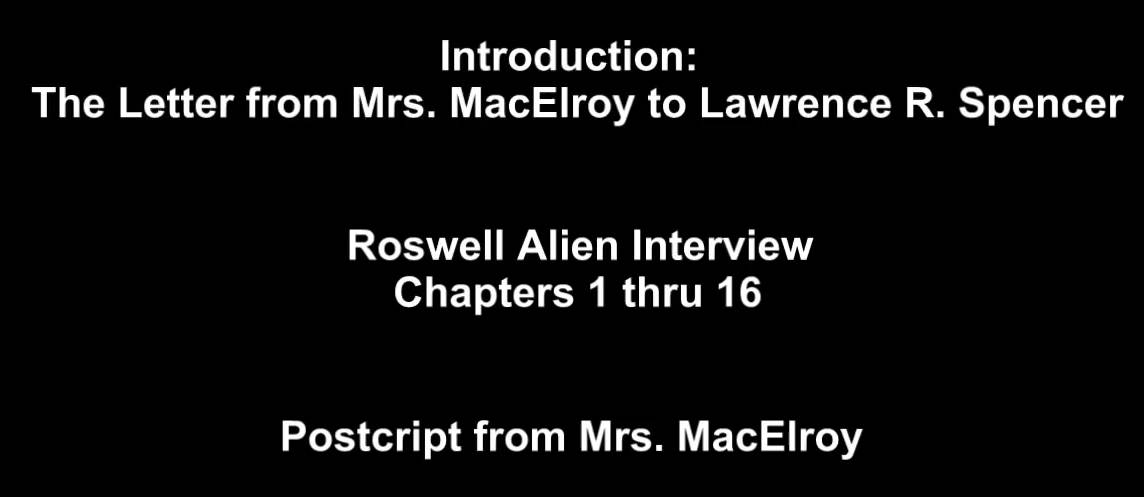 Introduction:
The Letter from Mrs. MacElroy to Lawrence R. Spencer
Roswell Alien Interview
Chapters 1 thru 16
Postcript from Mrs. MacElroy